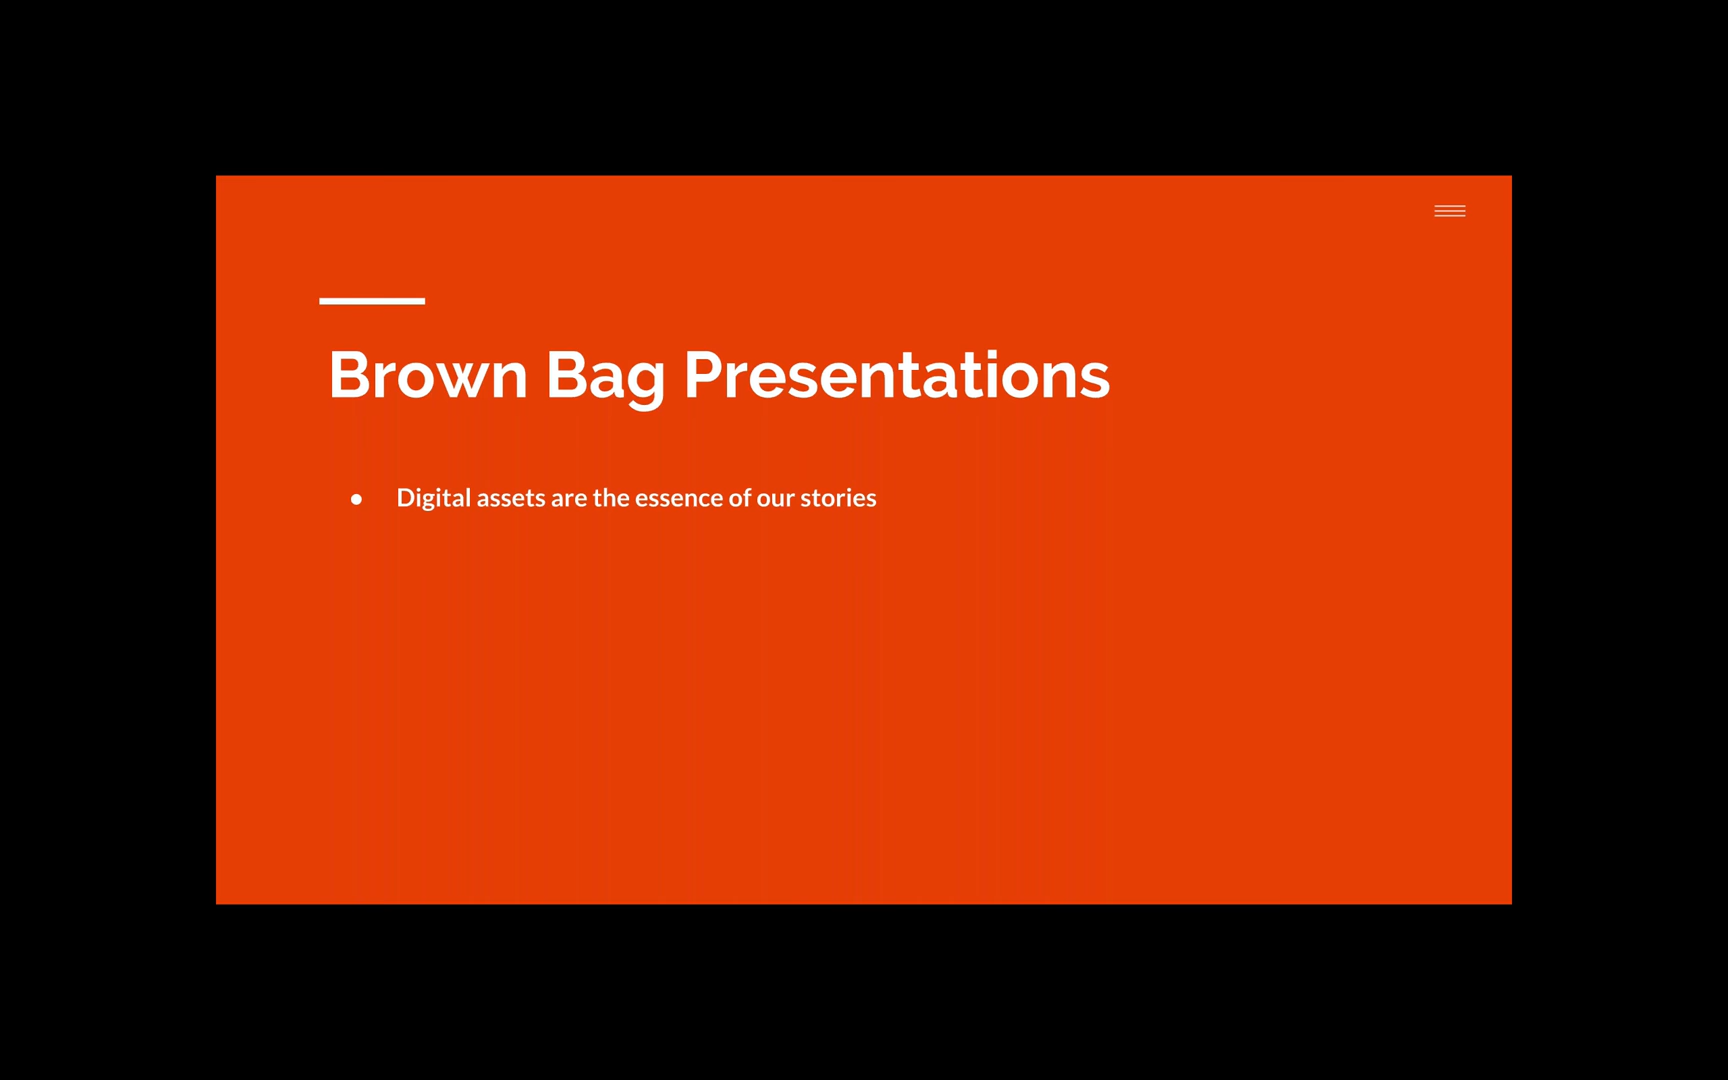 Brown Bag Presentations
● Digital assets are the essence of our stories